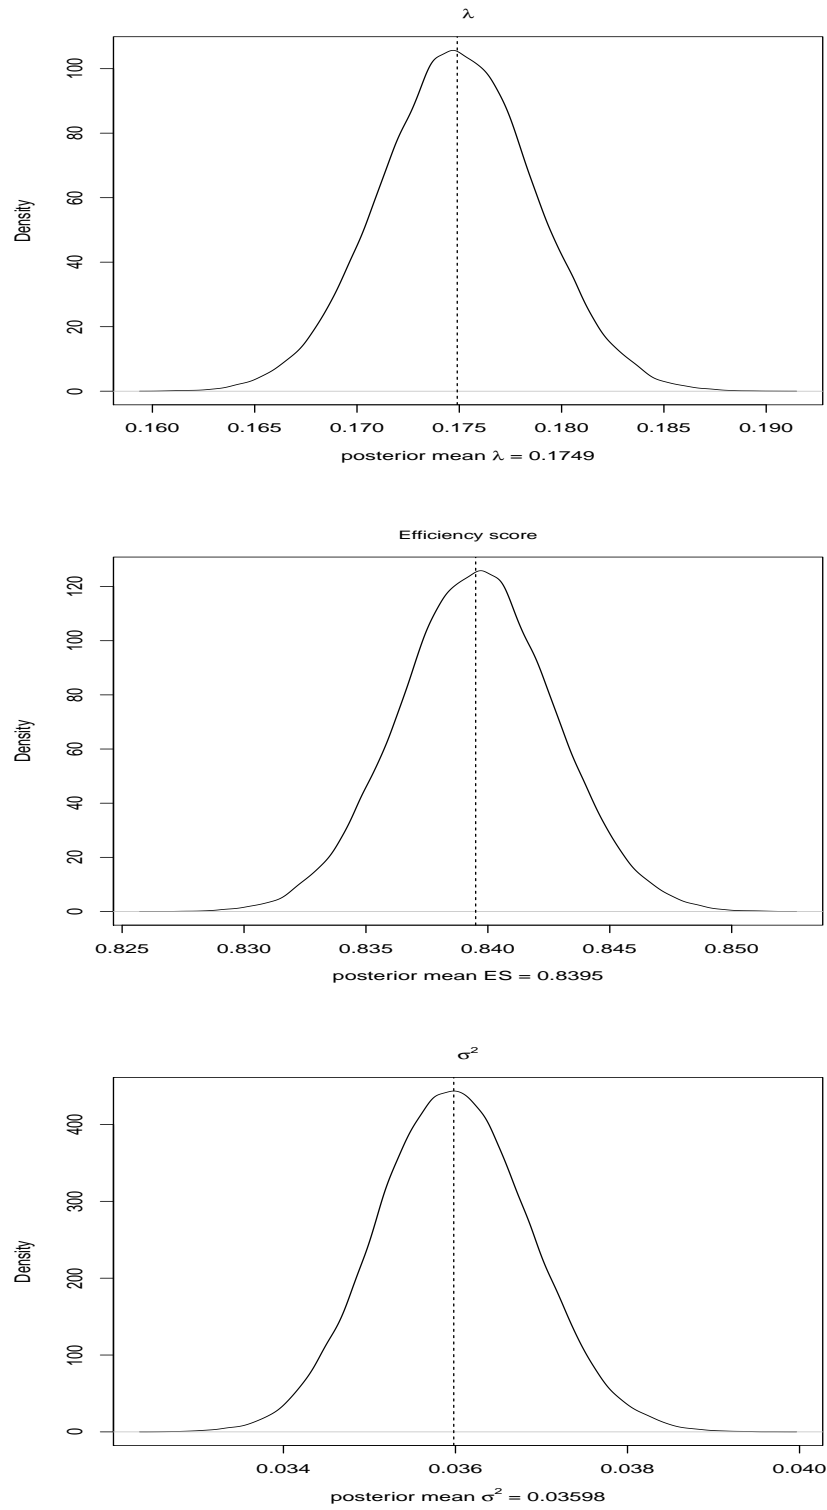 λ
Density
0 20 40 60 80 100
0.160 0.165 0.170 0.175 0.180 0.185 0.190
posterior mean λ = 0.1749
Efficiency score
Density
0 20 40 60 80 100 120
0.825 0.830 0.835 0.840 0.845 0.850
posterior mean ES = 0.8395
σ²
Density
0 100 200 300 400
0.034 0.036 0.038 0.040
posterior mean σ² = 0.03598